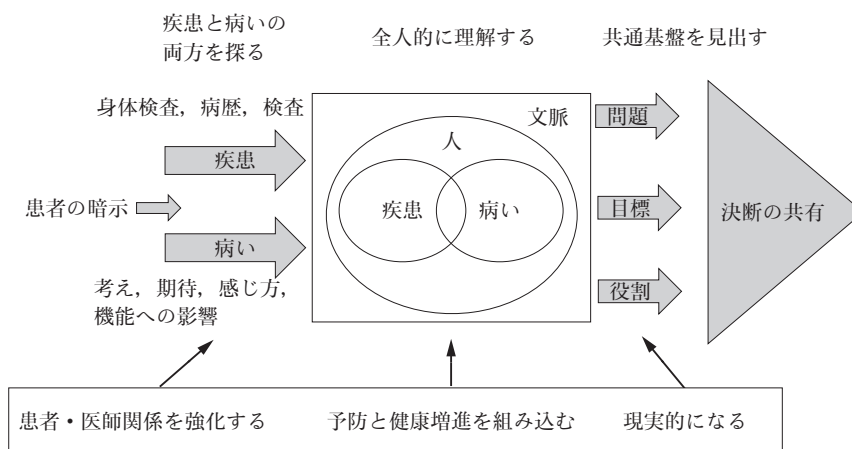 疾患と病いの
両方を探る
全人的に理解する
共通基盤を見出す
身体検査，病歴，検査
疾患
患者の暗示
病い
考え，期待，感じ方，
機能への影響
文脈
人
疾患
病い
問題
目標
役割
決断の共有
患者・医師関係を強化する
予防と健康増進を組み込む
現実的になる